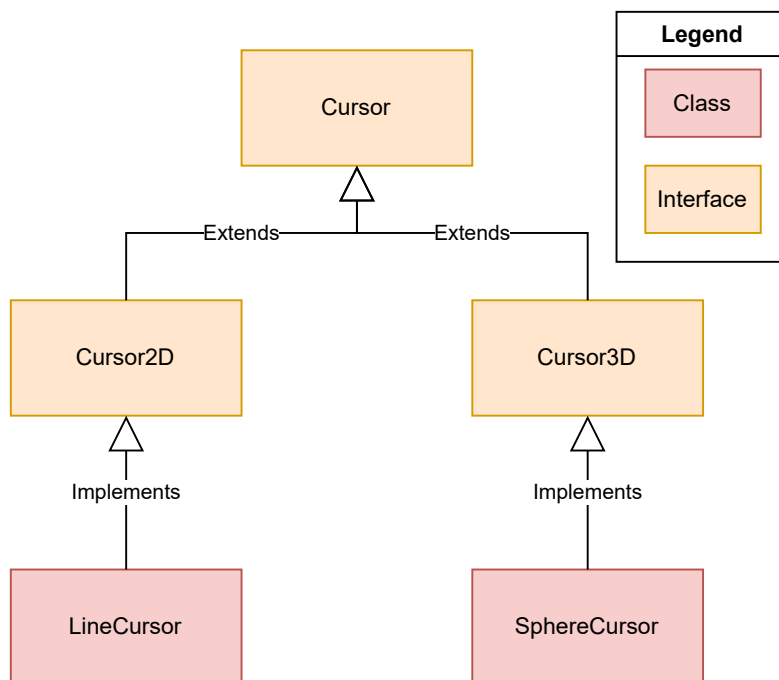 Legend
Class
Interface
Cursor
Extends
Extends
Cursor2D
Cursor3D
Implements
Implements
LineCursor
SphereCursor